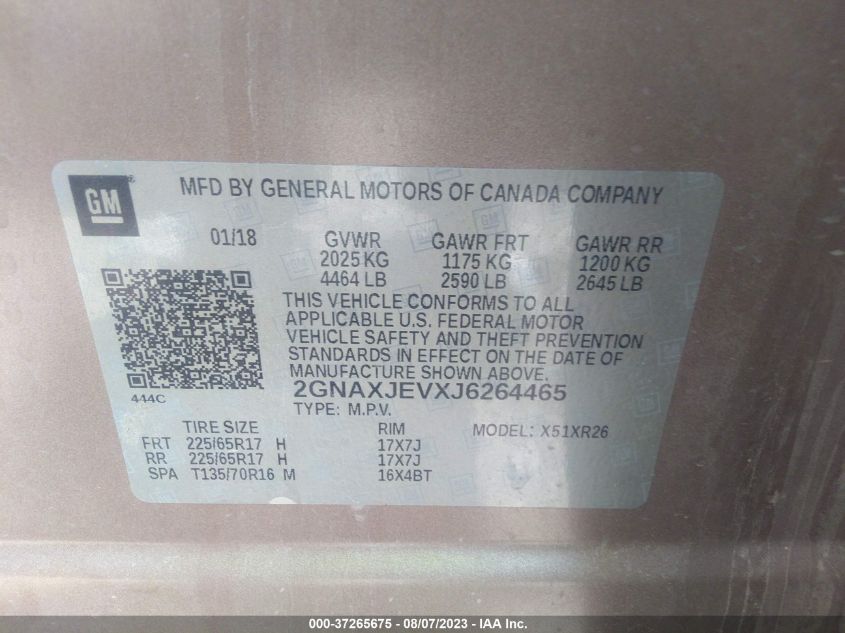 GM
MFD BY GENERAL MOTORS OF CANADA COMPANY
01/18 GVWR GAWR FRT GAWR RR
2025 KG 1175 KG 1200 KG
4464 LB 2590 LB 2645 LB
THIS VEHICLE CONFORMS TO ALL
APPLICABLE U.S. FEDERAL MOTOR
VEHICLE SAFETY AND THEFT PREVENTION
STANDARDS IN EFFECT ON THE DATE OF
MANUFACTURE SHOWN ABOVE.
444C
2GNAXJEVXJ6264465
TYPE: M.P.V.
TIRE SIZE RIM MODEL: X51XR26
FRT 225/65R17 H 17X7J
RR 225/65R17 H 17X7J
SPA T135/70R16 M 16X4BT
000-37265675 - 08/07/2023 - IAA Inc.